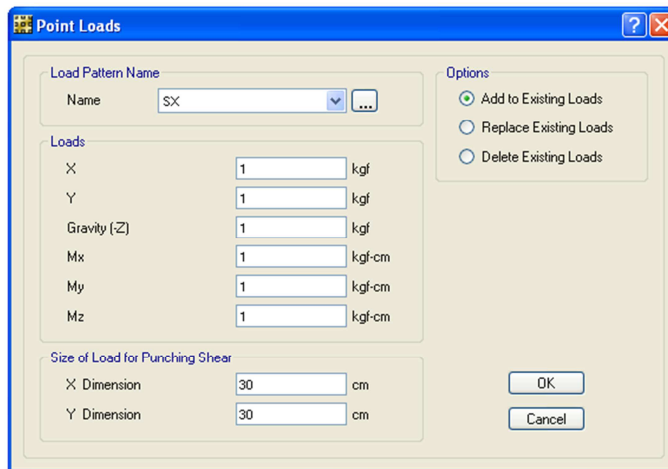 Point Loads
Load Pattern Name
Name SX ...
Loads
X 1 kgf
Y 1 kgf
Gravity (-Z) 1 kgf
Mx 1 kgf-cm
My 1 kgf-cm
Mz 1 kgf-cm
Size of Load for Punching Shear
X Dimension 30 cm
Y Dimension 30 cm
Options
Add to Existing Loads
Replace Existing Loads
Delete Existing Loads
OK
Cancel